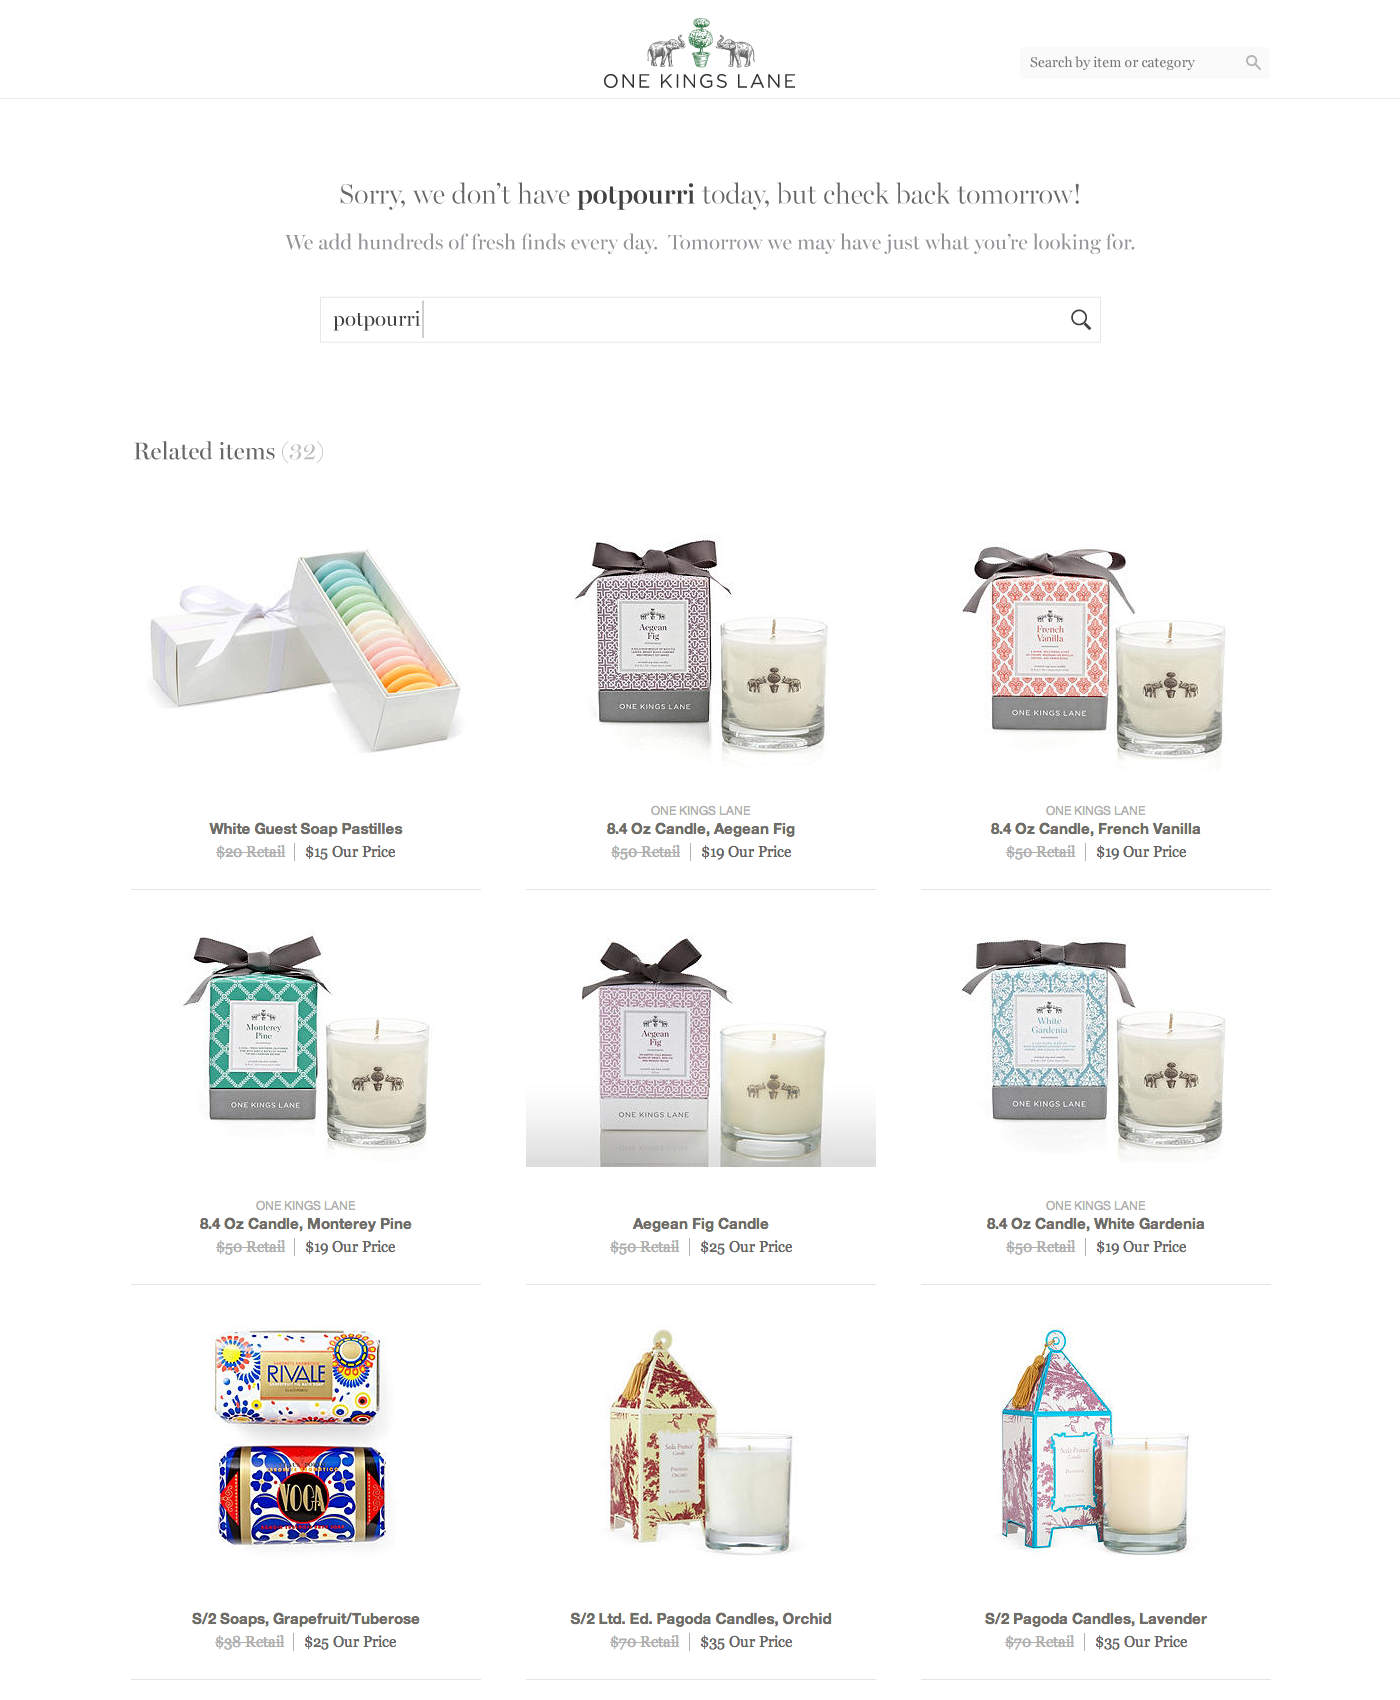 ONE KINGS LANE
Search by item or category
Sorry, we don't have potpourri today, but check back tomorrow!
We add hundreds of fresh finds every day.  Tomorrow we may have just what you're looking for.
potpourri
Related items (32)
Aegean
Fig
ONE KINGS LANE
French
Vanilla
ONE KINGS LANE
White Guest Soap Pastilles
$20 Retail | $15 Our Price
ONE KINGS LANE
8.4 Oz Candle, Aegean Fig
$50 Retail | $19 Our Price
ONE KINGS LANE
8.4 Oz Candle, French Vanilla
$50 Retail | $19 Our Price
Monterey
Pine
ONE KINGS LANE
Aegean
Fig
ONE KINGS LANE
White
Gardenia
ONE KINGS LANE
ONE KINGS LANE
8.4 Oz Candle, Monterey Pine
$50 Retail | $19 Our Price
Aegean Fig Candle
$50 Retail | $25 Our Price
ONE KINGS LANE
8.4 Oz Candle, White Gardenia
$50 Retail | $19 Our Price
RIVALE
VOGA
S/2 Soaps, Grapefruit/Tuberose
$38 Retail | $25 Our Price
S/2 Ltd. Ed. Pagoda Candles, Orchid
$70 Retail | $35 Our Price
S/2 Pagoda Candles, Lavender
$70 Retail | $35 Our Price